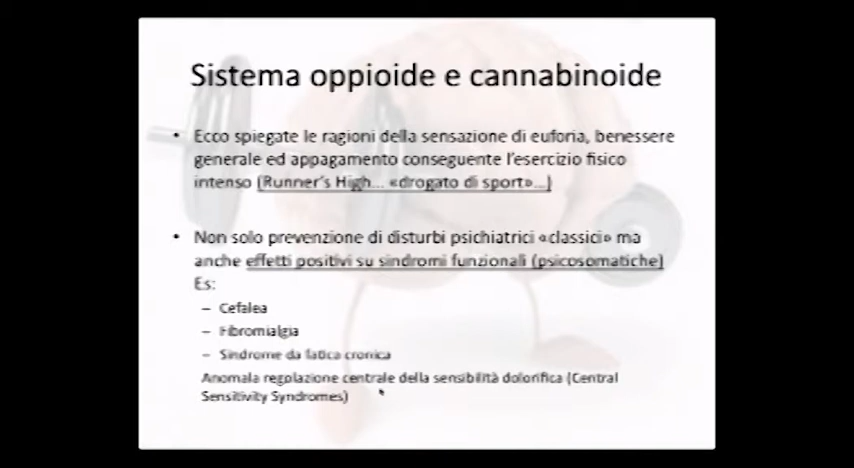 Sistema oppioide e cannabinoide
• Ecco spiegate le ragioni della sensazione di euforia, benessere
generale ed appagamento conseguente l'esercizio fisico
intenso (Runner's High... «drogato di sport»...)
• Non solo prevenzione di disturbi psichiatrici «classici» ma
anche effetti positivi su sindromi funzionali (psicosomatiche)
Es:
– Cefalea
– Fibromialgia
– Sindrome da fatica cronica
Anomala regolazione centrale della sensibilità dolorifica (Central
Sensitivity Syndromes)